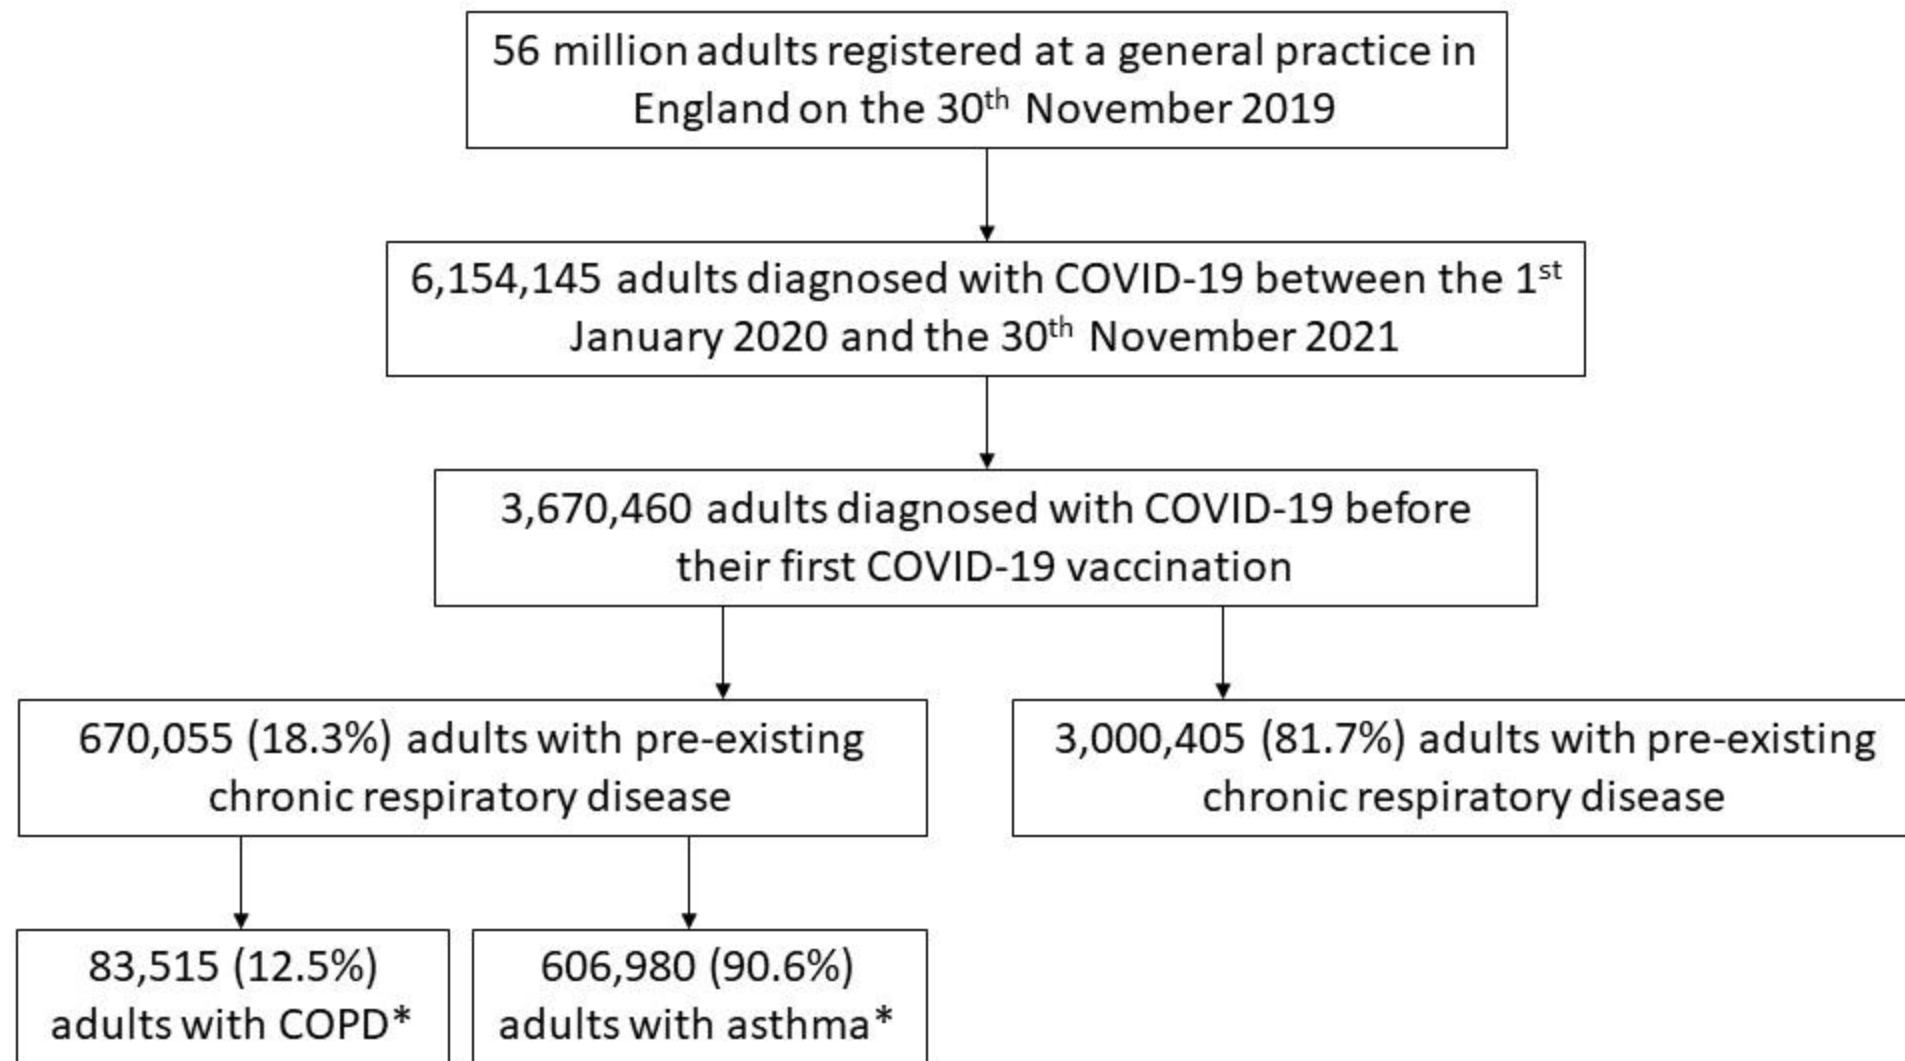 56 million adults registered at a general practice in
England on the 30th November 2019
6,154,145 adults diagnosed with COVID-19 between the 1st
January 2020 and the 30th November 2021
3,670,460 adults diagnosed with COVID-19 before
their first COVID-19 vaccination
670,055 (18.3%) adults with pre-existing
chronic respiratory disease
3,000,405 (81.7%) adults with pre-existing
chronic respiratory disease
83,515 (12.5%)
adults with COPD*
606,980 (90.6%)
adults with asthma*